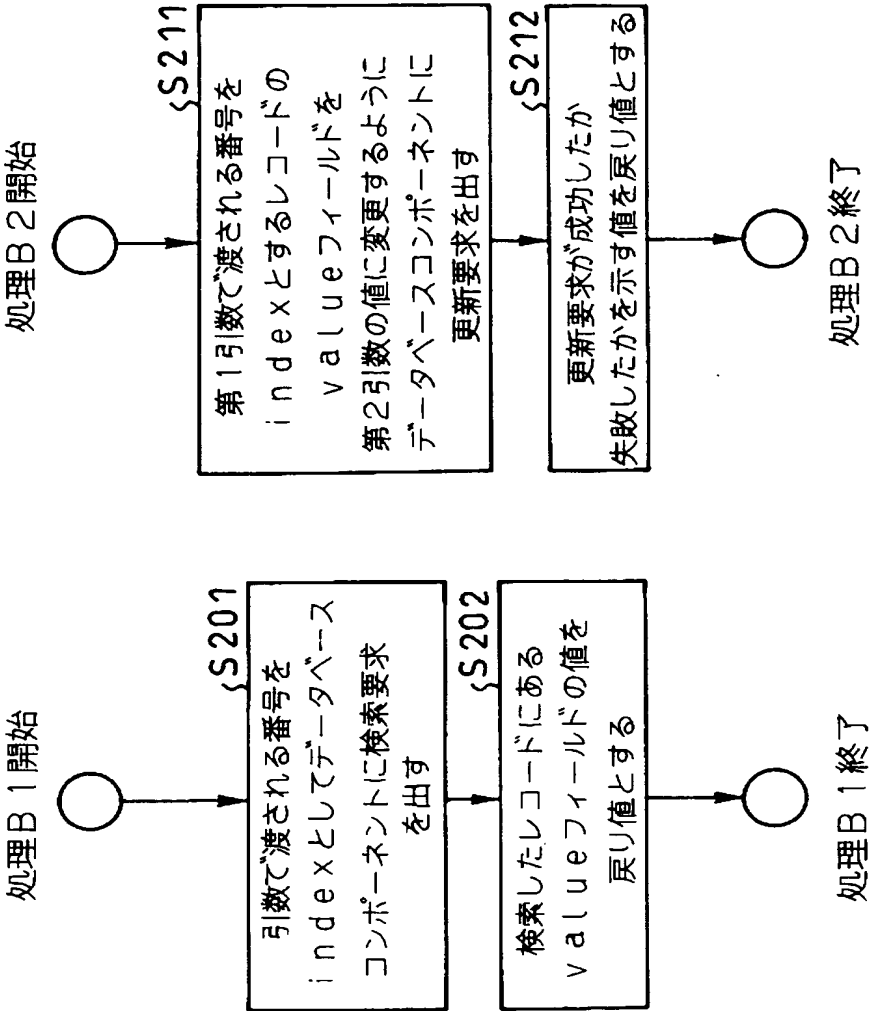 処理B1開始
S201
引数で渡される番号を
indexとしてデータベース
コンポーネントに検索要求
を出す
S202
検索したレコードにある
valueフィールドの値を
戻り値とする
処理B1終了
処理B2開始
S211
第1引数で渡される番号を
indexとするレコードの
valueフィールドを
第2引数の値に変更するように
データベースコンポーネントに
更新要求を出す
S212
更新要求が成功したか
失敗したかを示す値を戻り値とする
処理B2終了